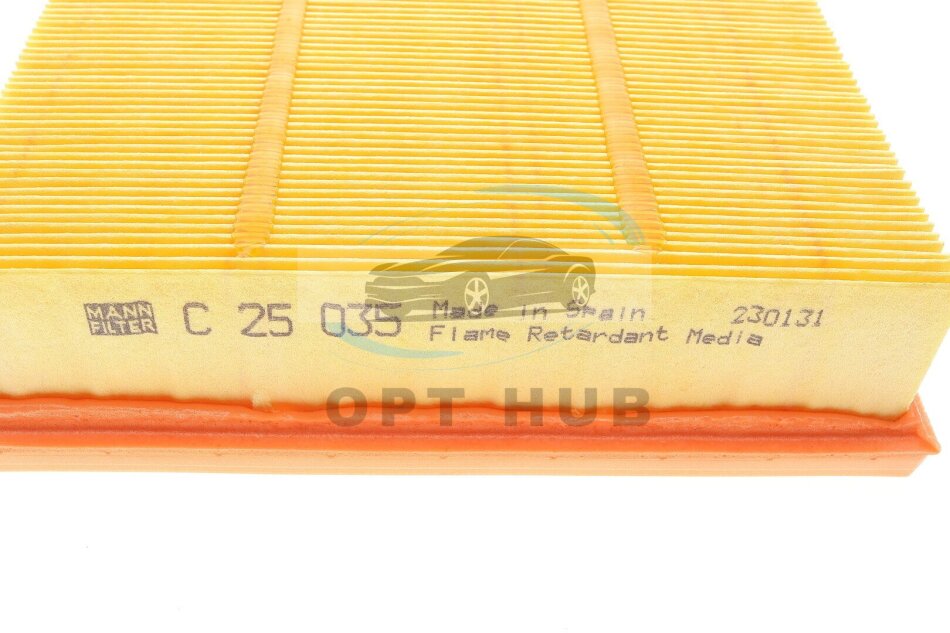 MANN
FILTER
C 25 035
Made in Spain
230131
Flame Retardant Media
OPT HUB